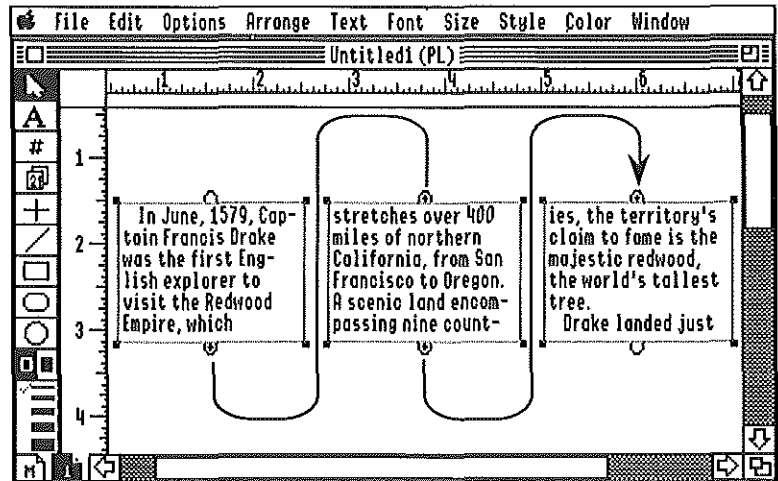 File Edit Options Arrange Text Font Size Style Color Window
Untitled1 (PL)
1 2 3 4 5 6 7
A
#
1
2
3
4
In June, 1579, Cap-
tain Francis Drake
was the first Eng-
lish explorer to
visit the Redwood
Empire, which
stretches over 400
miles of northern
California, from San
Francisco to Oregon.
A scenic land encom-
passing nine count-
ies, the territory's
claim to fame is the
majestic redwood,
the world's tallest
tree.
Drake landed just
M
1